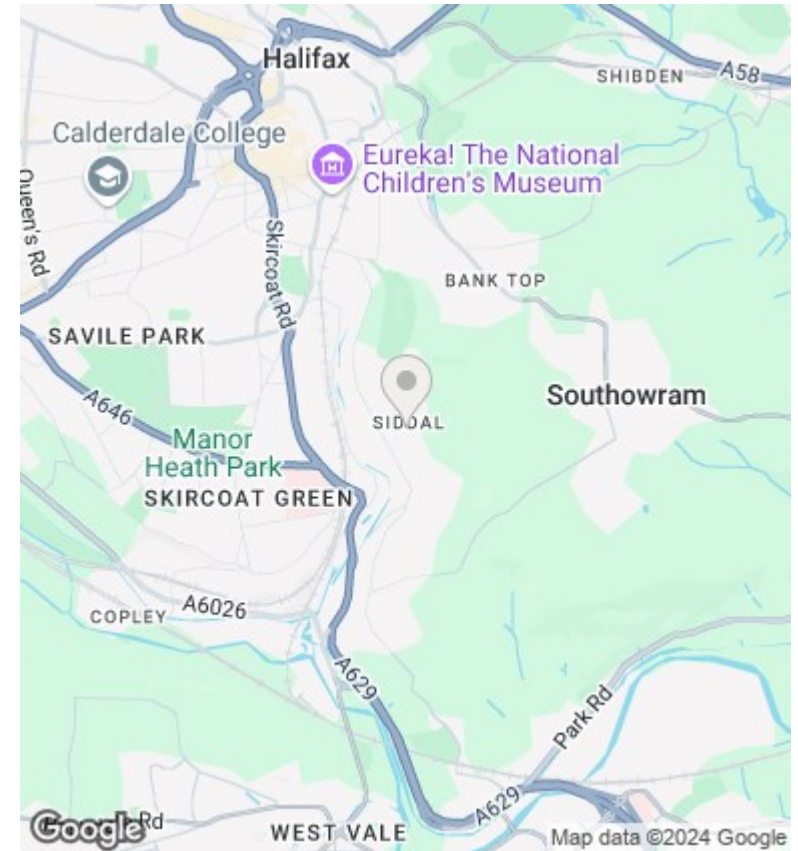 Halifax
SHIBDEN
A58
Calderdale College
Eureka! The National
Children's Museum
Queen's Rd
Skircoat Rd
BANK TOP
SAVILE PARK
A646
Southowram
SIDDAL
Manor
Heath Park
SKIRCOAT GREEN
A6026
COPLEY
A629
Park Rd
A629
Rd
WEST VALE
Google
Map data ©2024 Google